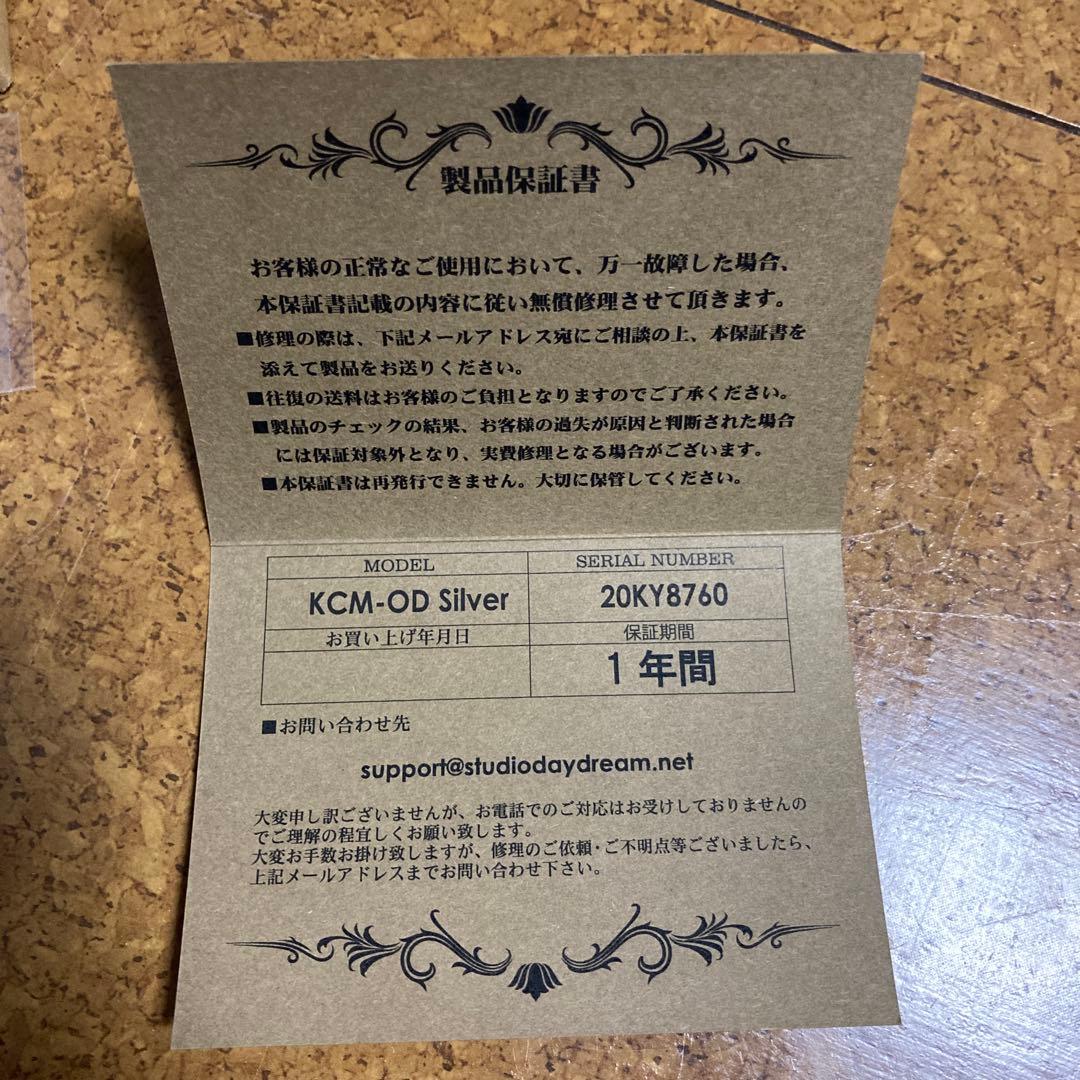 製品保証書
お客様の正常なご使用において、万一故障した場合、
本保証書記載の内容に従い無償修理させて頂きます。
■修理の際は、下記メールアドレス宛にご相談の上、本保証書を
添えて製品をお送りください。
■往復の送料はお客様のご負担となりますのでご了承ください。
■製品のチェックの結果、お客様の過失が原因と判断された場合
には保証対象外となり、実費修理となる場合がございます。
■本保証書は再発行できません。大切に保管してください。
MODEL SERIAL NUMBER
KCM-OD Silver 20KY8760
お買い上げ年月日 保証期間
1 年間
■お問い合わせ先
support@studiodaydream.net
大変申し訳ございませんが、お電話でのご対応はお受けしておりませんの
でご理解の程宜しくお願い致します。
大変お手数お掛け致しますが、修理のご依頼・ご不明点等ございましたら、
上記メールアドレスまでお問い合わせ下さい。